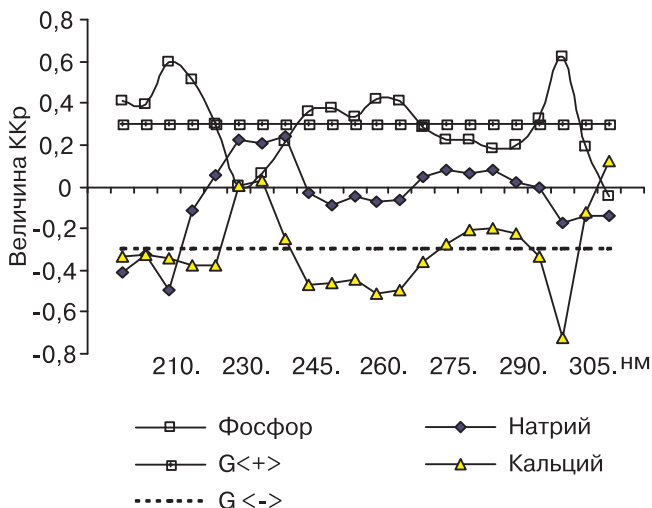 Величина ККр
0,8
0,6
0,4
0,2
0
-0,2
-0,4
-0,6
-0,8
210. 230. 245. 260. 275. 290. 305. нм
Фосфор Натрий
G<+> Кальций
G <->